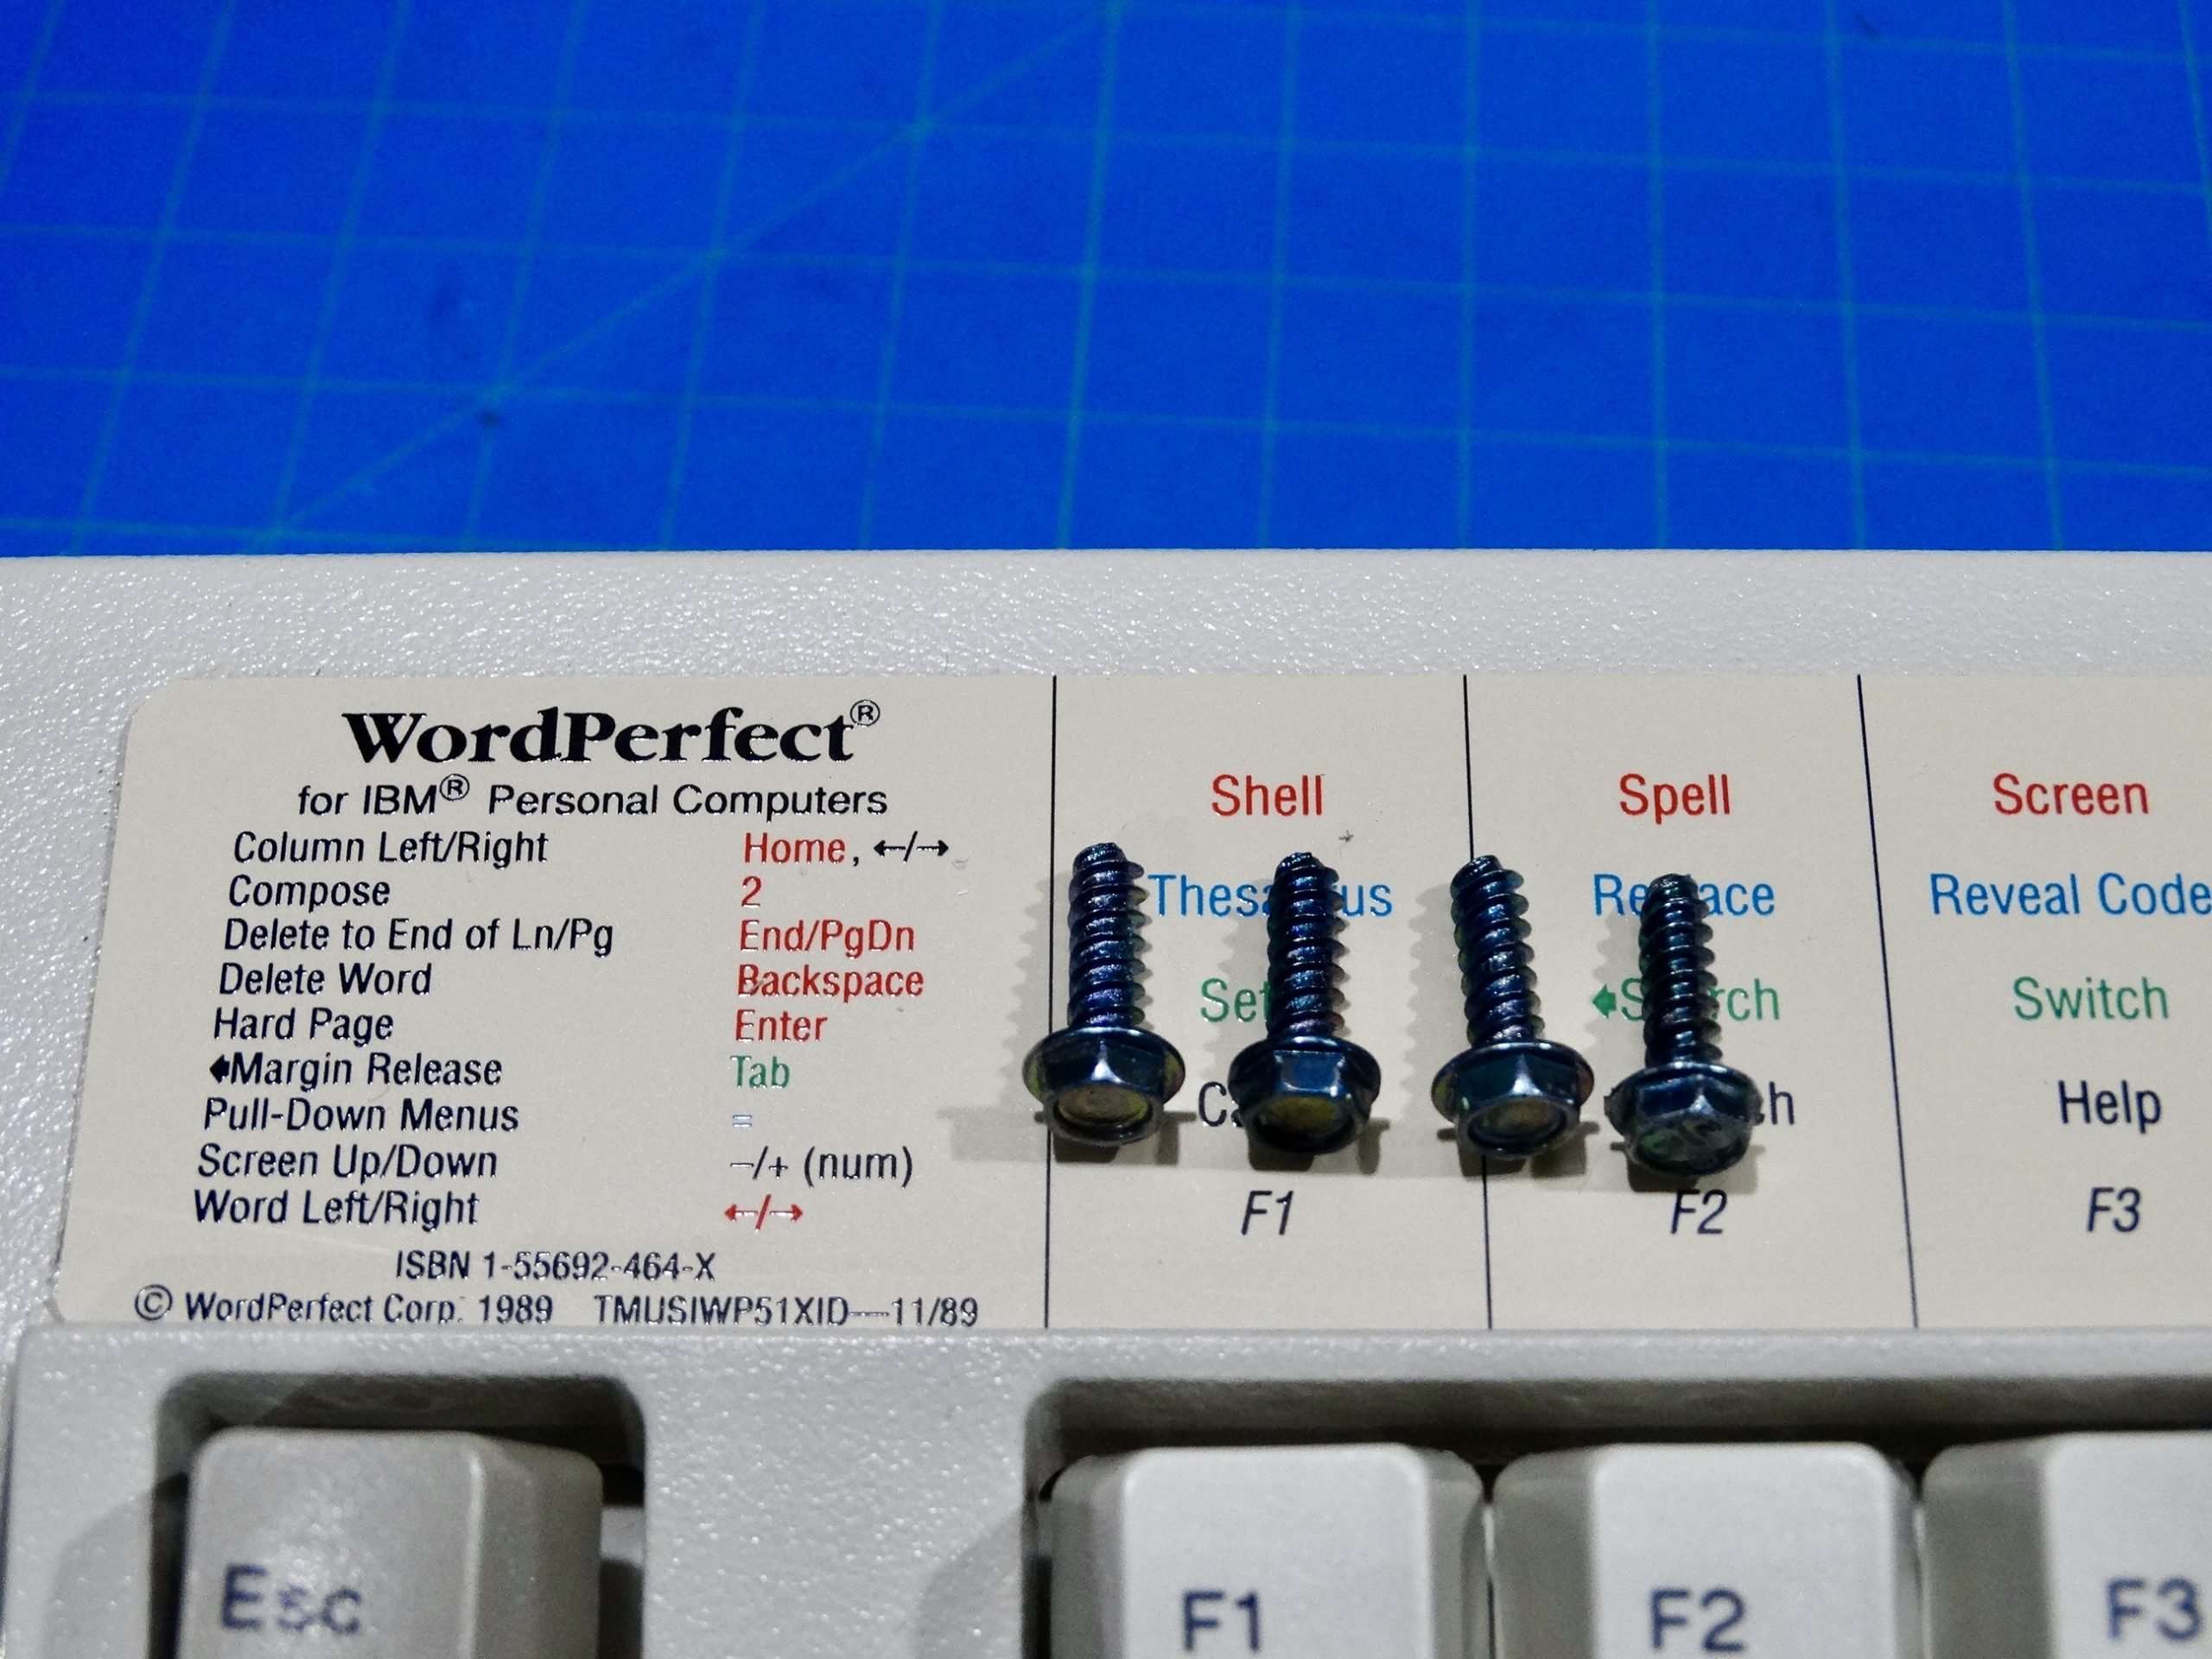 WordPerfect®
for IBM® Personal Computers
Column Left/Right Home, ←/→
Compose 2
Delete to End of Ln/Pg End/PgDn
Delete Word Backspace
Hard Page Enter
←Margin Release Tab
Pull-Down Menus =
Screen Up/Down –/+ (num)
Word Left/Right ←/→
ISBN 1-55692-464-X
© WordPerfect Corp. 1989 TMUSIWP51XID—11/89
Shell Spell Screen
Reveal Code
Switch
Help
F1 F2 F3
Esc F1 F2 F3